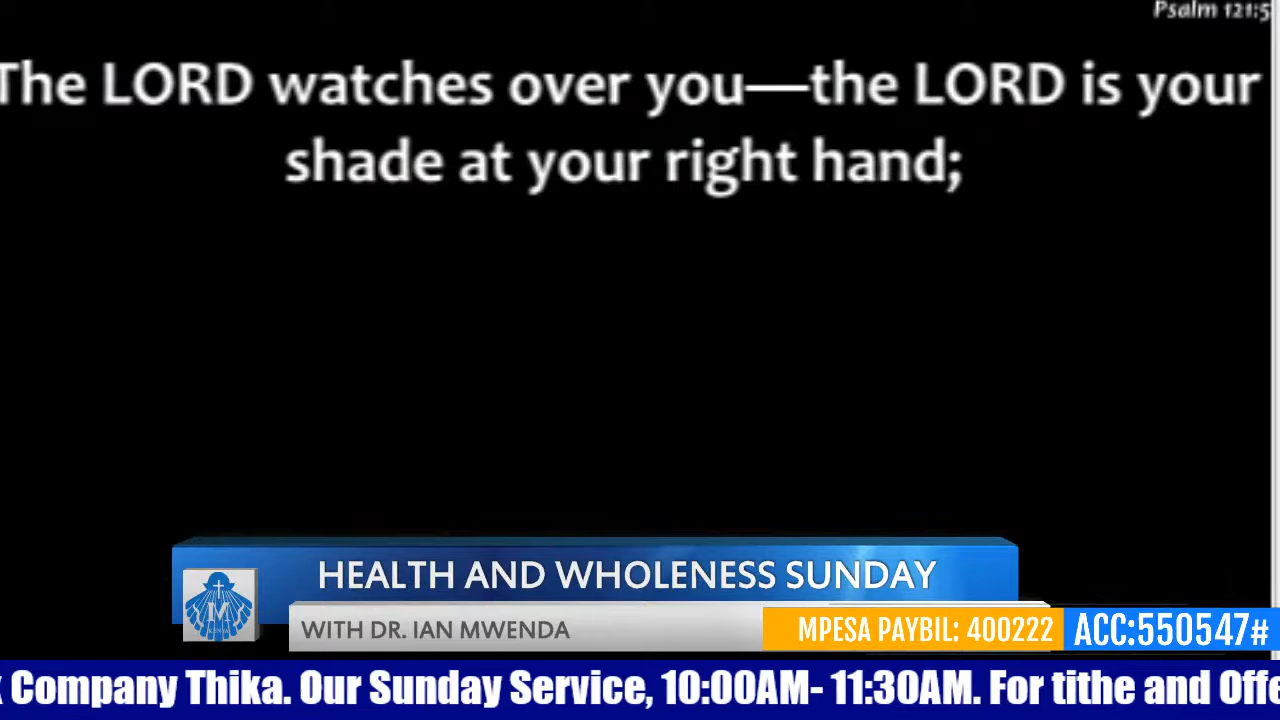 Psalm 121:5
The LORD watches over you—the LORD is your
shade at your right hand;
HEALTH AND WHOLENESS SUNDAY
WITH DR. IAN MWENDA
MPESA PAYBIL: 400222 ACC:550547#
Company Thika. Our Sunday Service, 10:00AM- 11:30AM. For tithe and Offe